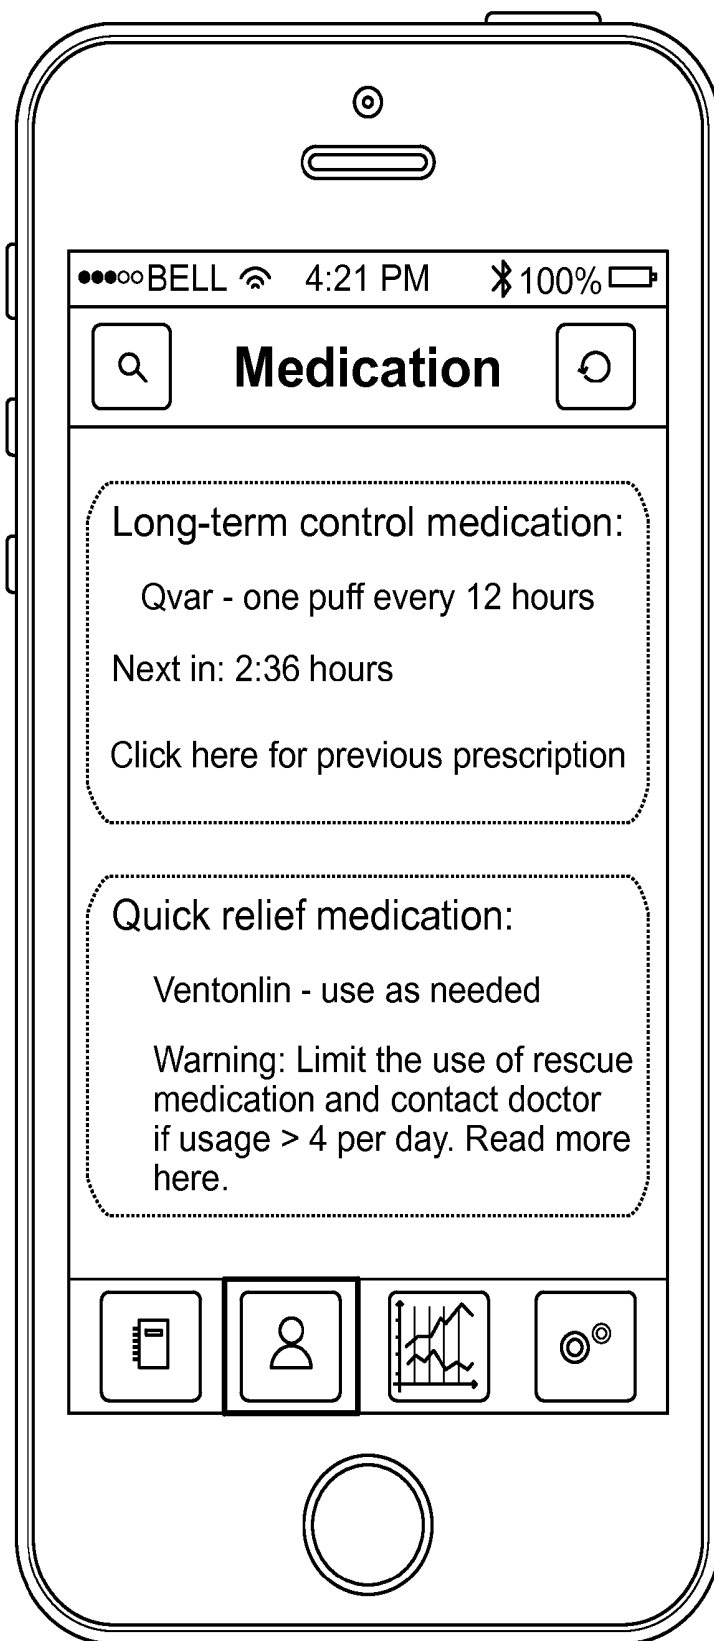 BELL 4:21 PM 100%
Medication
Long-term control medication:
Qvar - one puff every 12 hours
Next in: 2:36 hours
Click here for previous prescription
Quick relief medication:
Ventonlin - use as needed
Warning: Limit the use of rescue
medication and contact doctor
if usage > 4 per day. Read more
here.